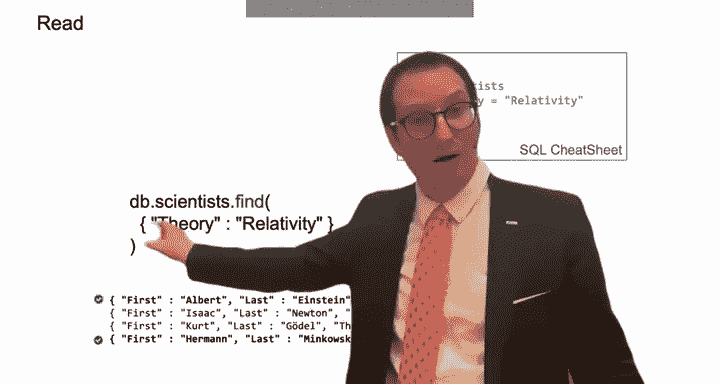 Read
tists
y = "Relativity"
SQL CheatSheet
db.scientists.find(
{ "Theory" : "Relativity" }
)
{ "First" : "Albert", "Last" : "Einstein"
{ "First" : "Isaac", "Last" : "Newton", "
{ "First" : "Kurt", "Last" : "Gödel", "Th
{ "First" : "Hermann", "Last" : "Minkowsk